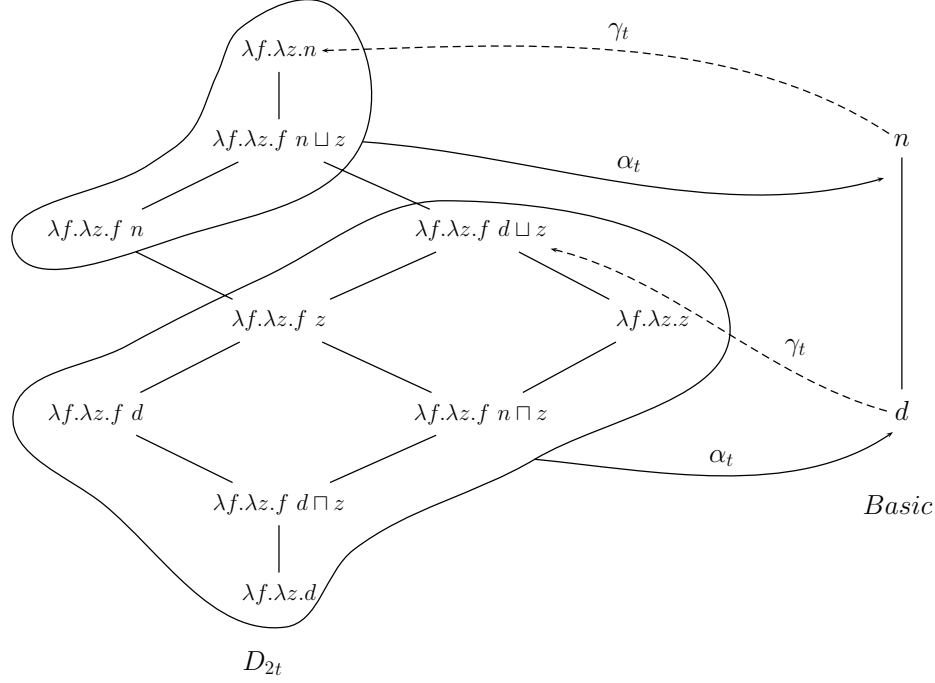 γt
λf.λz.n
n
λf.λz.f n ⊔ z
αt
λf.λz.f n
λf.λz.f d ⊔ z
λf.λz.f z
λf.λz.z
γt
λf.λz.f d
λf.λz.f n ⊓ z
d
αt
λf.λz.f d ⊓ z
Basic
λf.λz.d
D2t